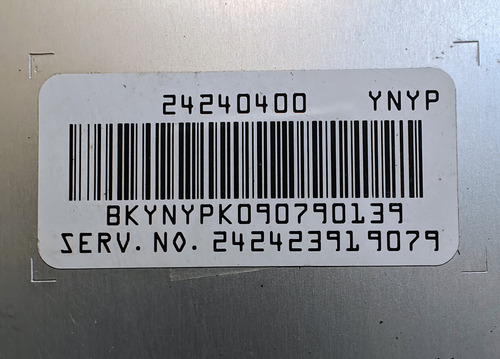 24240400 YNYP
BKYNYPK090790139
SERV. NO. 242423919079